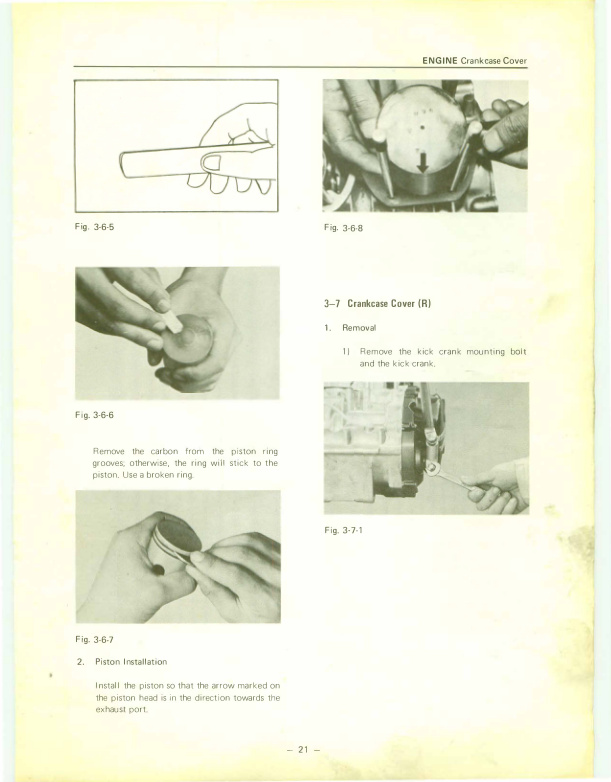 ENGINE Crankcase Cover
Fig. 3-6-5
Fig. 3-6-6
Remove the carbon from the piston ring
grooves, otherwise, the ring will stick to the
piston. Use a broken ring.
Fig. 3-6-7
2. Piston Installation
Install the piston so that the arrow marked on
the piston head is in the direction towards the
exhaust port.
Fig. 3-6-8
3–7 Crankcase Cover (R)
1. Removal
1) Remove the kick crank mounting bolt
and the kick crank.
Fig. 3-7-1
– 21 –